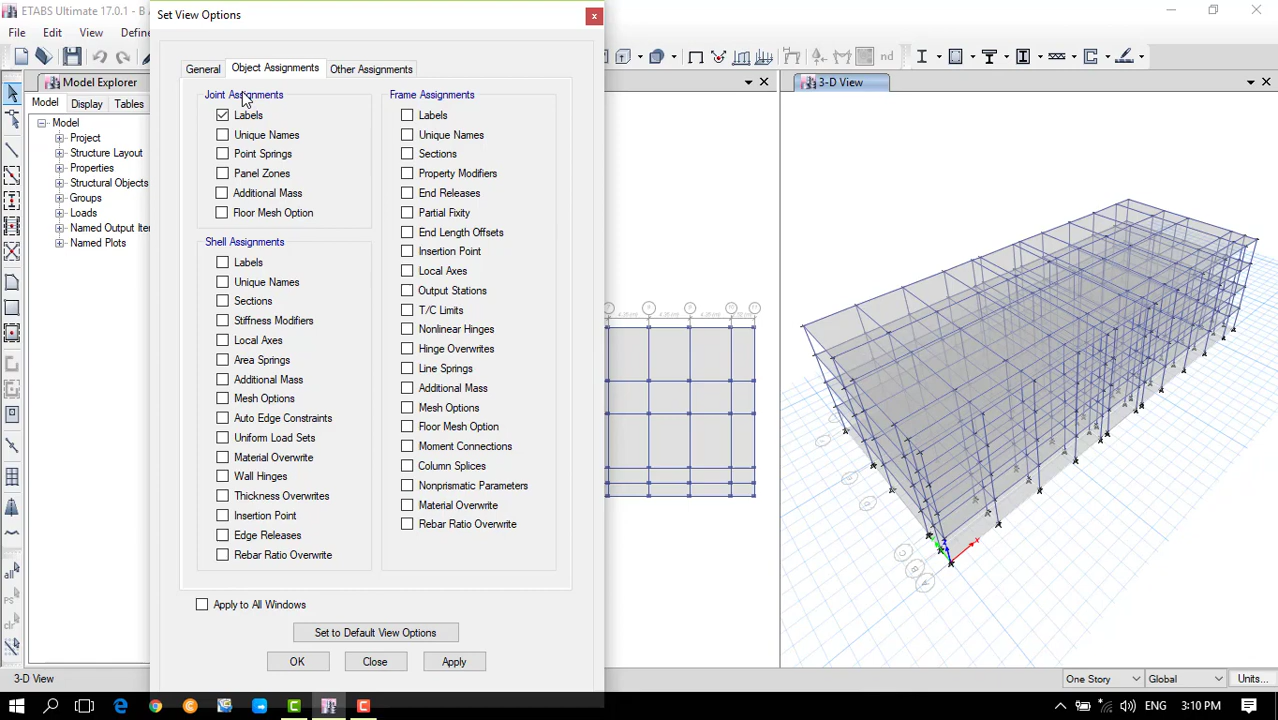 ETABS Ultimate 17.0.1 - B A
Set View Options
x
File Edit View Define
nd
Model Explorer
3-D View
General Object Assignments Other Assignments
Model Display Tables
Joint Assignments
Frame Assignments
Labels
Unique Names
Point Springs
Panel Zones
Additional Mass
Floor Mesh Option
Labels
Unique Names
Sections
Property Modifiers
End Releases
Partial Fixity
End Length Offsets
Insertion Point
Local Axes
Output Stations
T/C Limits
Nonlinear Hinges
Hinge Overwrites
Line Springs
Additional Mass
Mesh Options
Floor Mesh Option
Moment Connections
Column Splices
Nonprismatic Parameters
Material Overwrite
Rebar Ratio Overwrite
Shell Assignments
Labels
Unique Names
Sections
Stiffness Modifiers
Local Axes
Area Springs
Additional Mass
Mesh Options
Auto Edge Constraints
Uniform Load Sets
Material Overwrite
Wall Hinges
Thickness Overwrites
Insertion Point
Edge Releases
Rebar Ratio Overwrite
Model
Project
Structure Layout
Properties
Structural Objects
Groups
Loads
Named Output Ite
Named Plots
all
PS
clr
Apply to All Windows
Set to Default View Options
OK Close Apply
D
C
B
A
X
3-D View
One Story Global Units...
ENG 3:10 PM